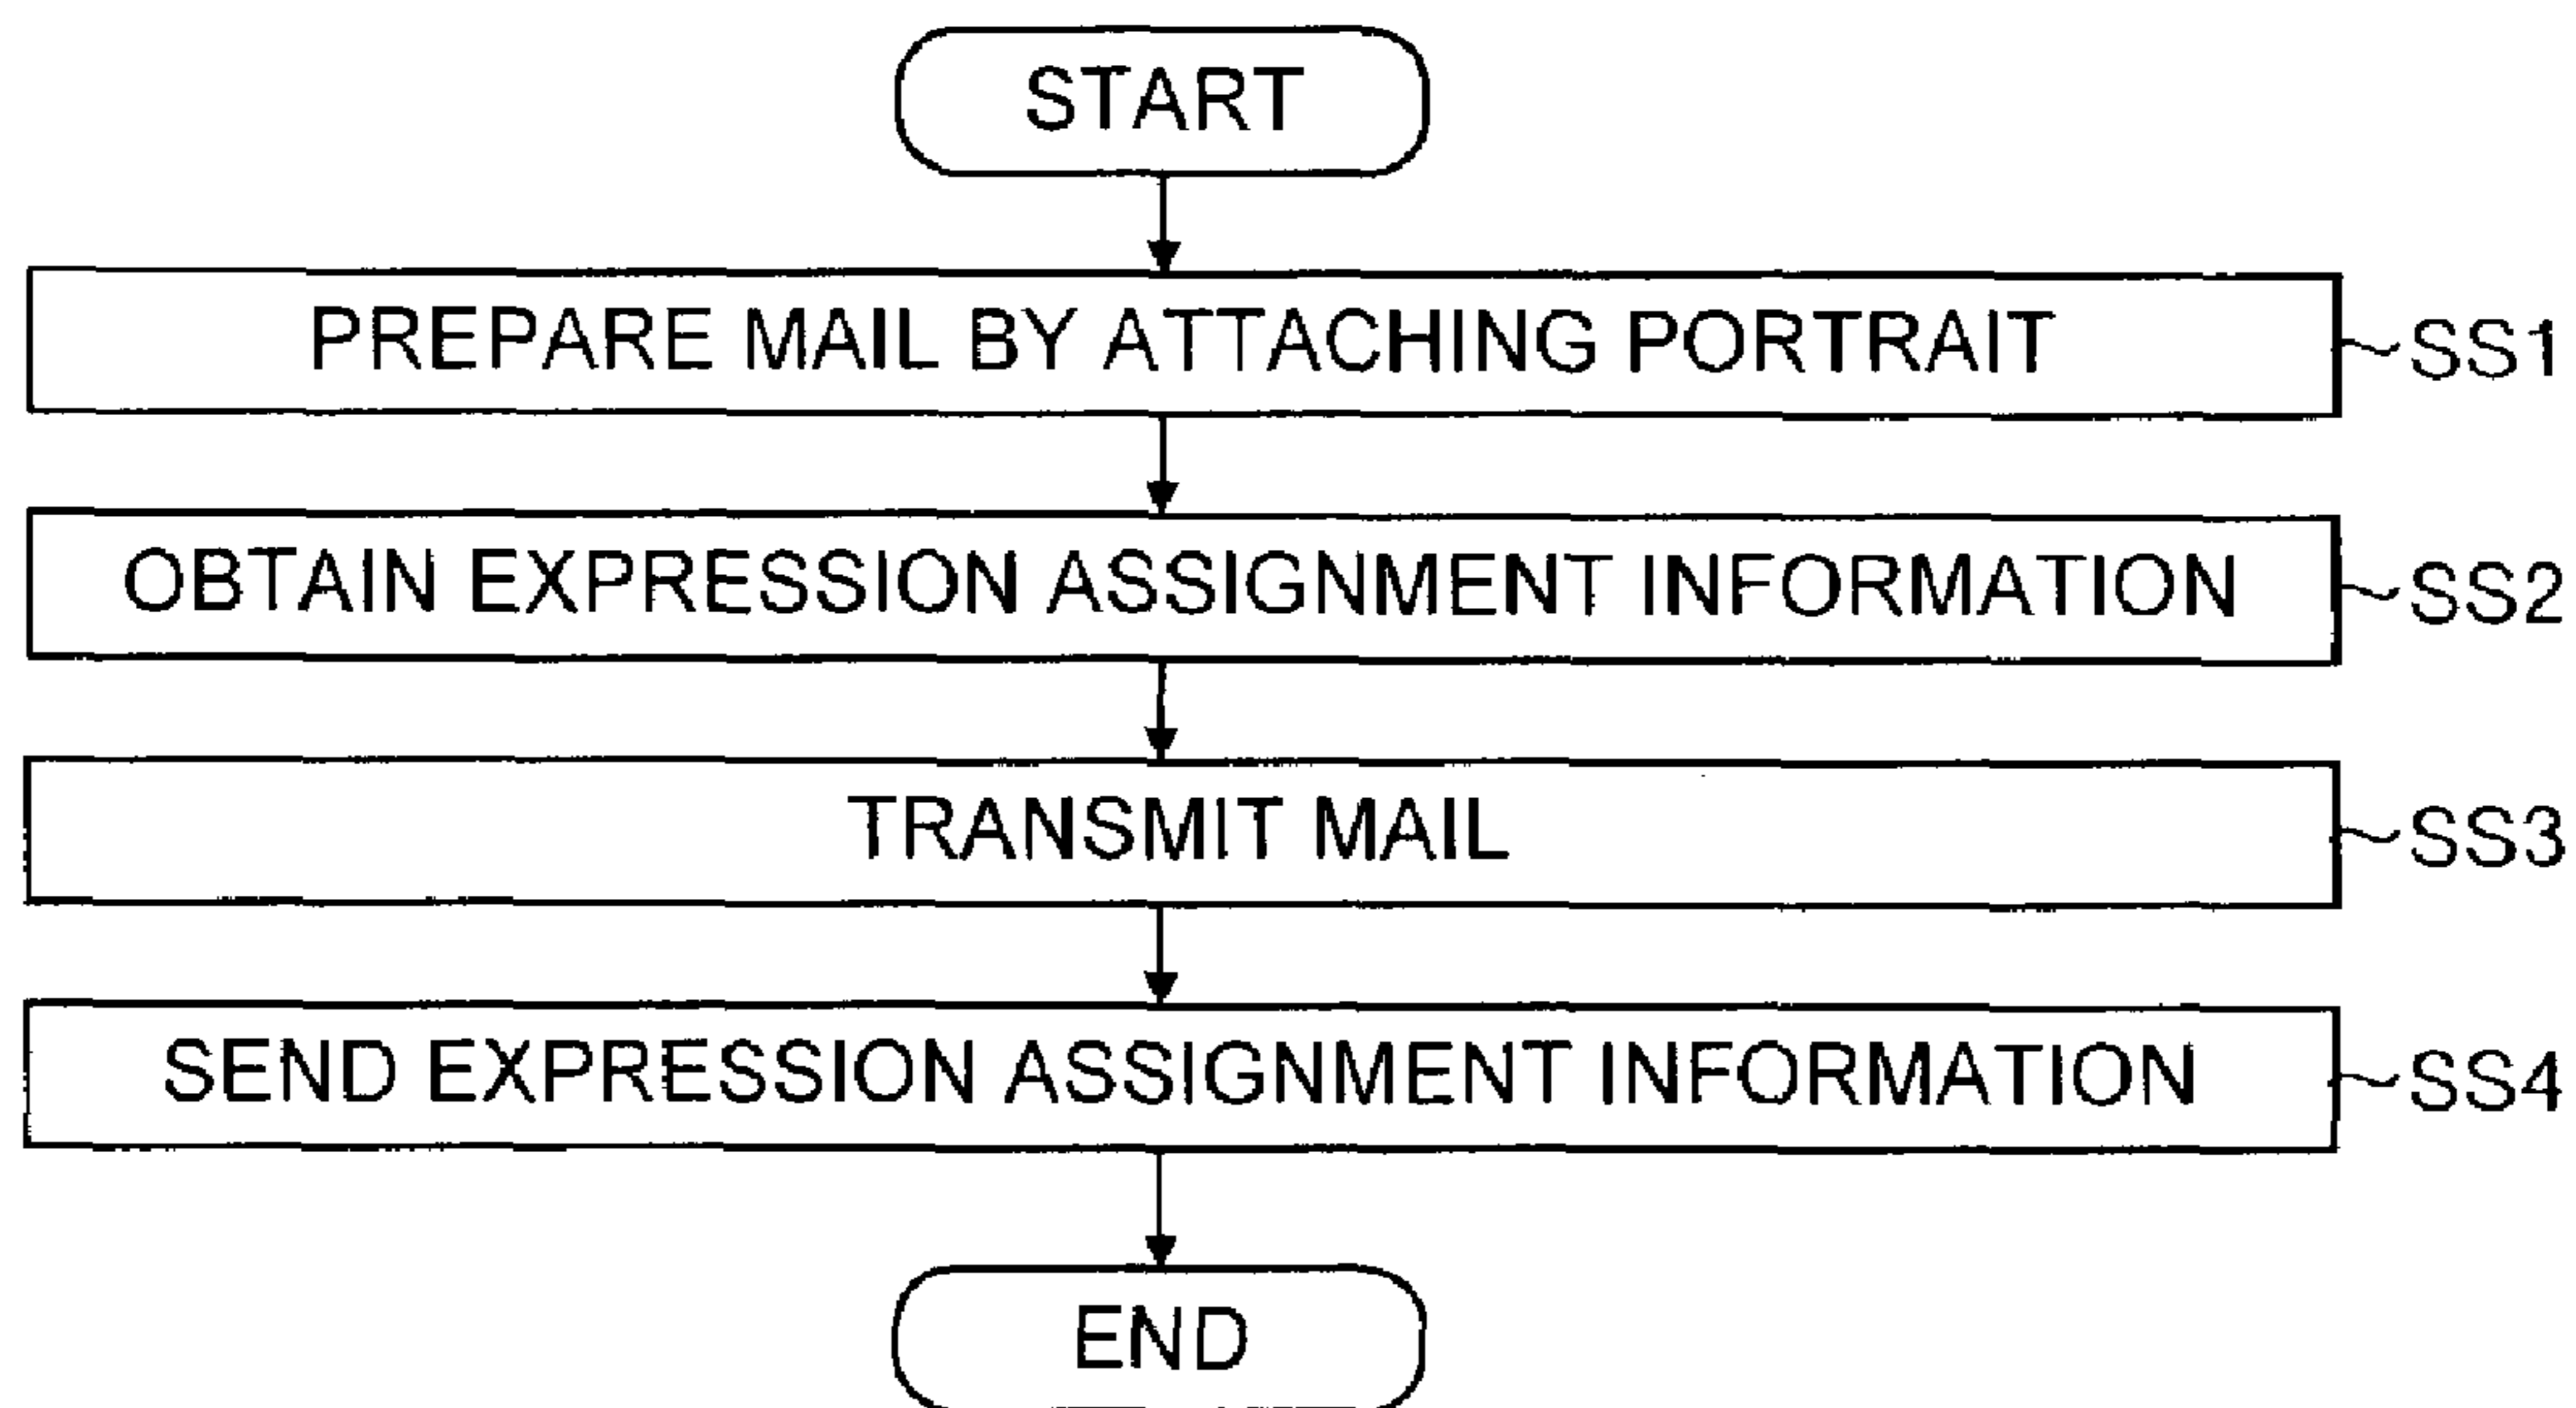 START
PREPARE MAIL BY ATTACHING PORTRAIT
SS1
OBTAIN EXPRESSION ASSIGNMENT INFORMATION
SS2
TRANSMIT MAIL
SS3
SEND EXPRESSION ASSIGNMENT INFORMATION
SS4
END